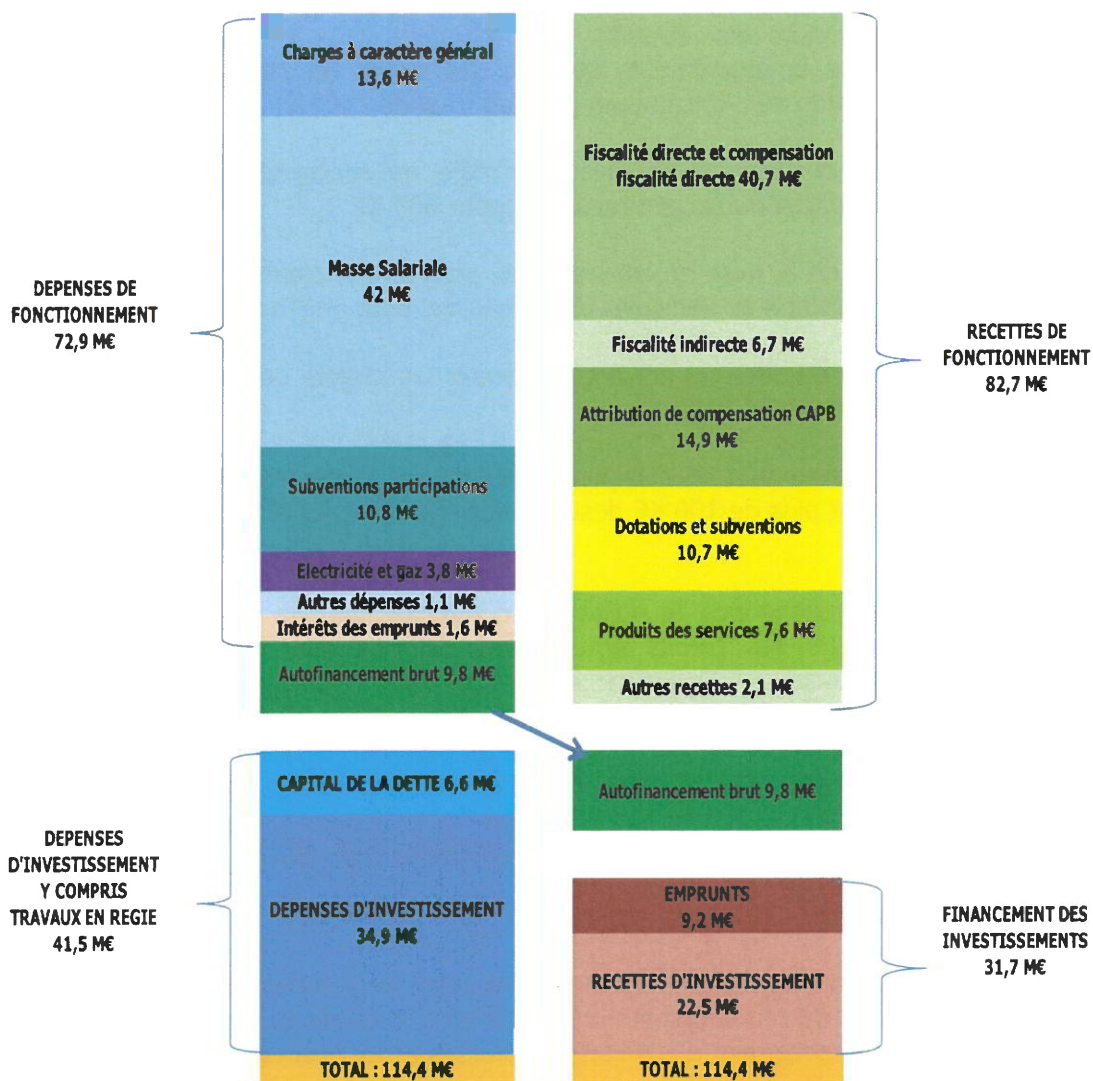 Charges à caractère général
13,6 M€
Masse Salariale
42 M€
DEPENSES DE
FONCTIONNEMENT
72,9 M€
Subventions participations
10,8 M€
Electricité et gaz 3,8 M€
Autres dépenses 1,1 M€
Intérêts des emprunts 1,6 M€
Autofinancement brut 9,8 M€
Fiscalité directe et compensation
fiscalité directe 40,7 M€
Fiscalité indirecte 6,7 M€
Attribution de compensation CAPB
14,9 M€
Dotations et subventions
10,7 M€
Produits des services 7,6 M€
Autres recettes 2,1 M€
RECETTES DE
FONCTIONNEMENT
82,7 M€
DEPENSES
D'INVESTISSEMENT
Y COMPRIS
TRAVAUX EN REGIE
41,5 M€
CAPITAL DE LA DETTE 6,6 M€
DEPENSES D'INVESTISSEMENT
34,9 M€
TOTAL : 114,4 M€
Autofinancement brut 9,8 M€
EMPRUNTS
9,2 M€
RECETTES D'INVESTISSEMENT
22,5 M€
TOTAL : 114,4 M€
FINANCEMENT DES
INVESTISSEMENTS
31,7 M€